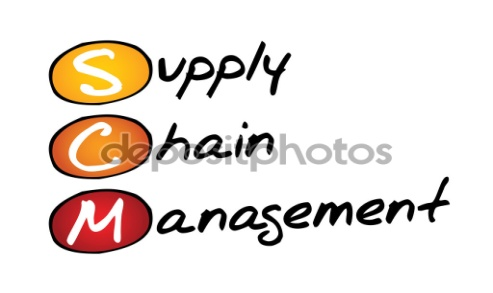 Supply
Chain
depositphotos
Management